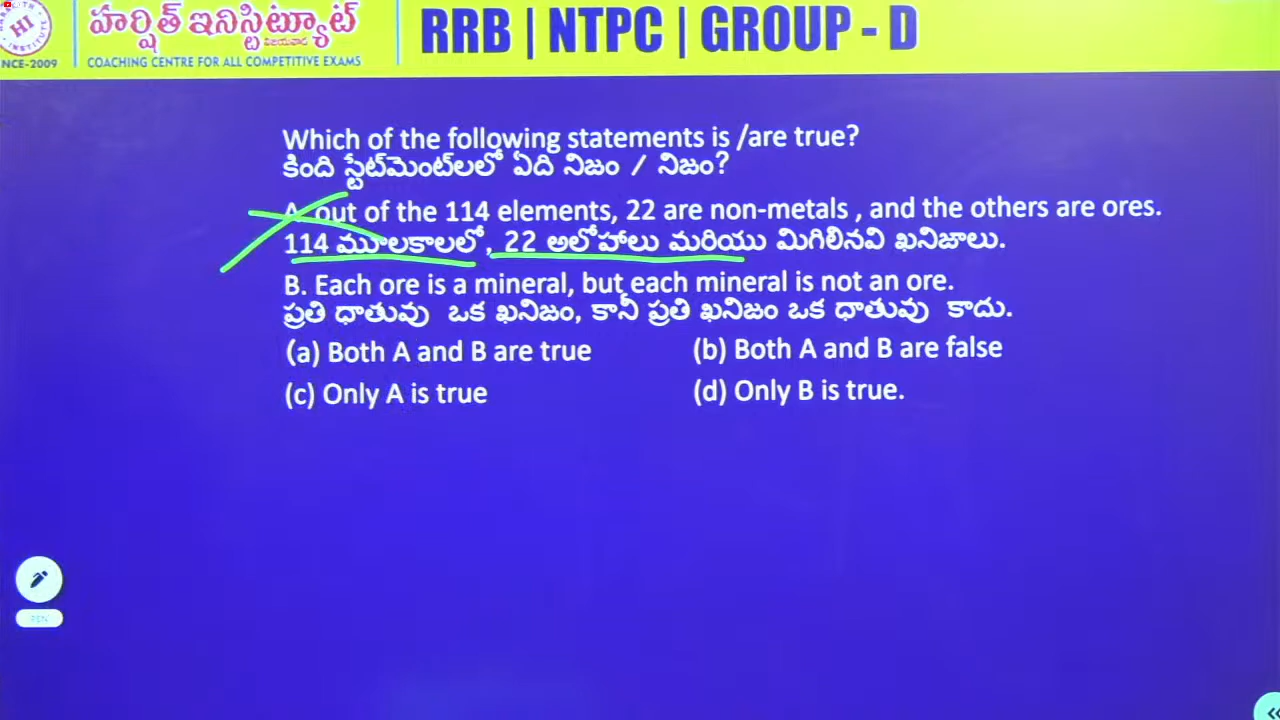 హర్షిత్ ఇనిస్టిట్యూట్
విజయవాడ
COACHING CENTRE FOR ALL COMPETITIVE EXAMS
HI
INSTITUTE
NCE-2009
RRB | NTPC | GROUP - D
Which of the following statements is /are true?
కింది స్టేట్‌మెంట్‌లలో ఏది నిజం / నిజం?
A. out of the 114 elements, 22 are non-metals , and the others are ores.
114 మూలకాలలో, 22 అలోహాలు మరియు మిగిలినవి ఖనిజాలు.
B. Each ore is a mineral, but each mineral is not an ore.
ప్రతి ధాతువు ఒక ఖనిజం, కానీ ప్రతి ఖనిజం ఒక ధాతువు కాదు.
(a) Both A and B are true (b) Both A and B are false
(c) Only A is true (d) Only B is true.